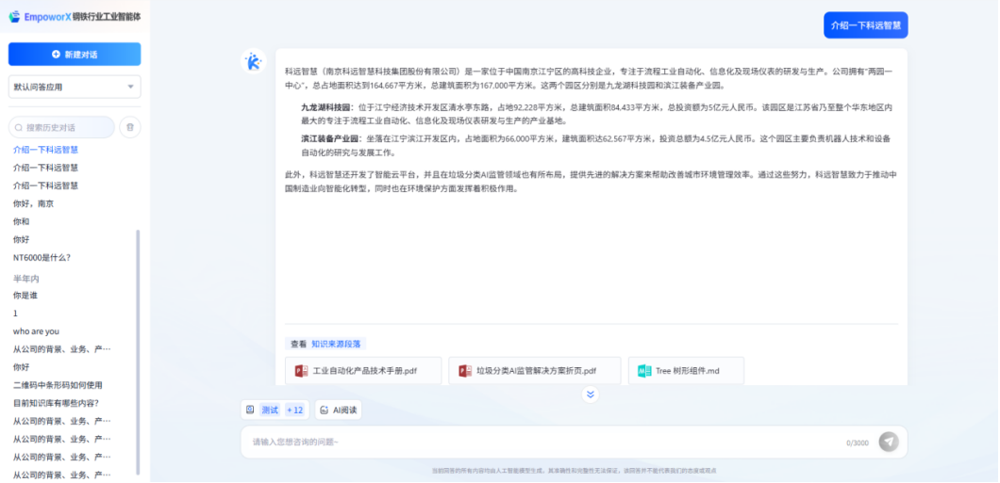 EmpoworX 钢铁行业工业智能体
新建对话
默认问答应用
搜索历史对话
介绍一下科远智慧
介绍一下科远智慧
介绍一下科远智慧
你好，南京
你和
你好
NT6000是什么？
半年内
你是谁
1
who are you
从公司的背景、业务、产…
你好
二维码中条形码如何使用
目前知识库有哪些内容？
从公司的背景、业务、产…
从公司的背景、业务、产…
从公司的背景、业务、产…
从公司的背景、业务、产…
介绍一下科远智慧
科远智慧（南京科远智慧科技集团股份有限公司）是一家位于中国南京江宁区的高科技企业，专注于流程工业自动化、信息化及现场仪表的研发与生产。公司拥有"两园一
中心"，总占地面积达到164,667平方米，总建筑面积为167,000平方米。这两个园区分别是九龙湖科技园和滨江装备产业园。
九龙湖科技园：位于江宁经济技术开发区清水亭东路，占地92,228平方米，总建筑面积84,433平方米，总投资额为5亿元人民币。该园区是江苏省乃至整个华东地区内
最大的专注于流程工业自动化、信息化及现场仪表研发与生产的产业基地。
滨江装备产业园：坐落在江宁滨江开发区内，占地面积为66,000平方米，建筑面积达62,567平方米，投资总额为4.5亿元人民币。这个园区主要负责机器人技术和设备
自动化的研究与发展工作。
此外，科远智慧还开发了智能云平台，并且在垃圾分类AI监管领域也有所布局，提供先进的解决方案来帮助改善城市环境管理效率。通过这些努力，科远智慧致力于推动中
国制造业向智能化转型，同时也在环境保护方面发挥着积极作用。
查看 知识来源段落
工业自动化产品技术手册.pdf
垃圾分类AI监管解决方案折页.pdf
Tree 树形组件.md
测试 + 12
AI阅读
请输入您想咨询的问题~
0/3000
当前回答的所有内容均由人工智能模型生成，其准确性和完整性无法保证，该回答并不能代表我们的态度或观点